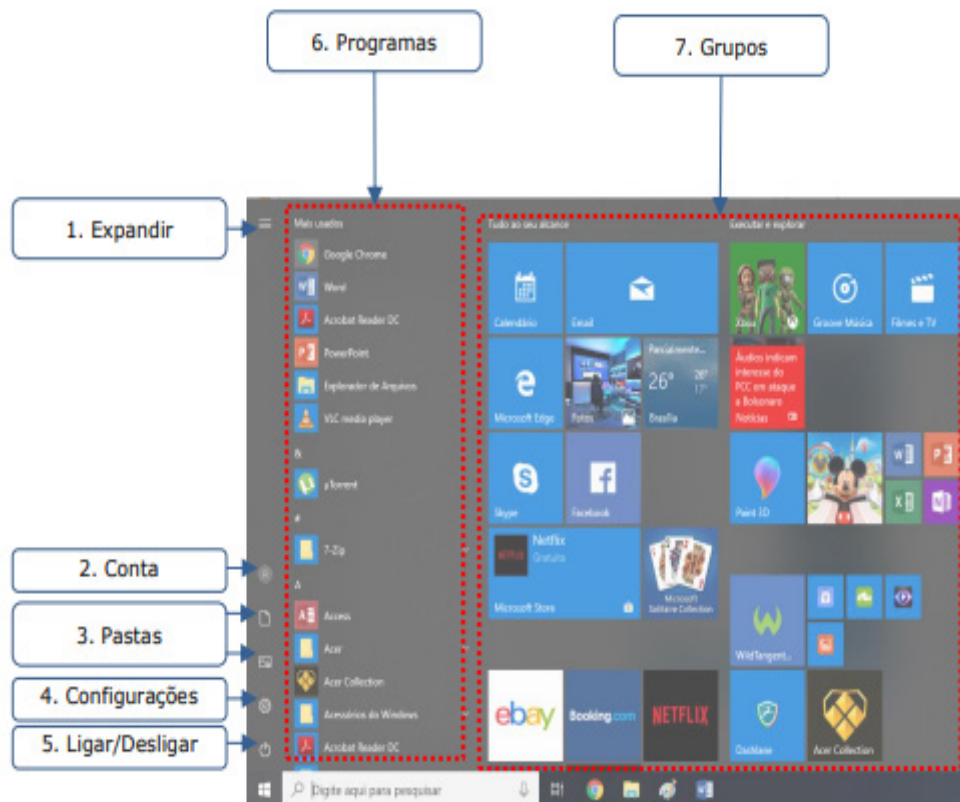 6. Programas
7. Grupos
1. Expandir
2. Conta
3. Pastas
4. Configurações
5. Ligar/Desligar
Mais usados
Google Chrome
Word
Acrobat Reader DC
PowerPoint
Explorador de Arquivos
VLC media player
&
µTorrent
#
7-Zip
A
Access
Acer
Acer Collection
Acessórios do Windows
Acrobat Reader DC
Tudo ao seu alcance
Calendário
Email
Microsoft Edge
Fotos
Parcialmente...
26°
26°
17°
Brasília
Skype
Facebook
NETFLIX
Netflix
Gratuito
Microsoft Store
Microsoft
Solitaire Collection
ebay
Booking.com
NETFLIX
Executar e explorar
Xbox
Groove Música
Filmes e TV
Áudios indicam
interesse do
PCC em ataque
a Bolsonaro
Notícias
Paint 3D
WildTangent...
Dashlane
Acer Collection
Digite aqui para pesquisar